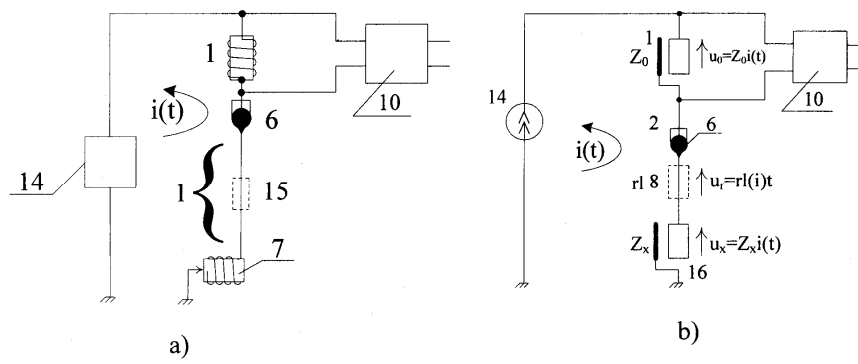 1
10
i(t)
6
14
l
15
7
a)
1
Z₀
u₀=Z₀i(t)
10
14
2
6
i(t)
rl
8
uᵣ=rl(i)t
Zₓ
uₓ=Zₓi(t)
16
b)